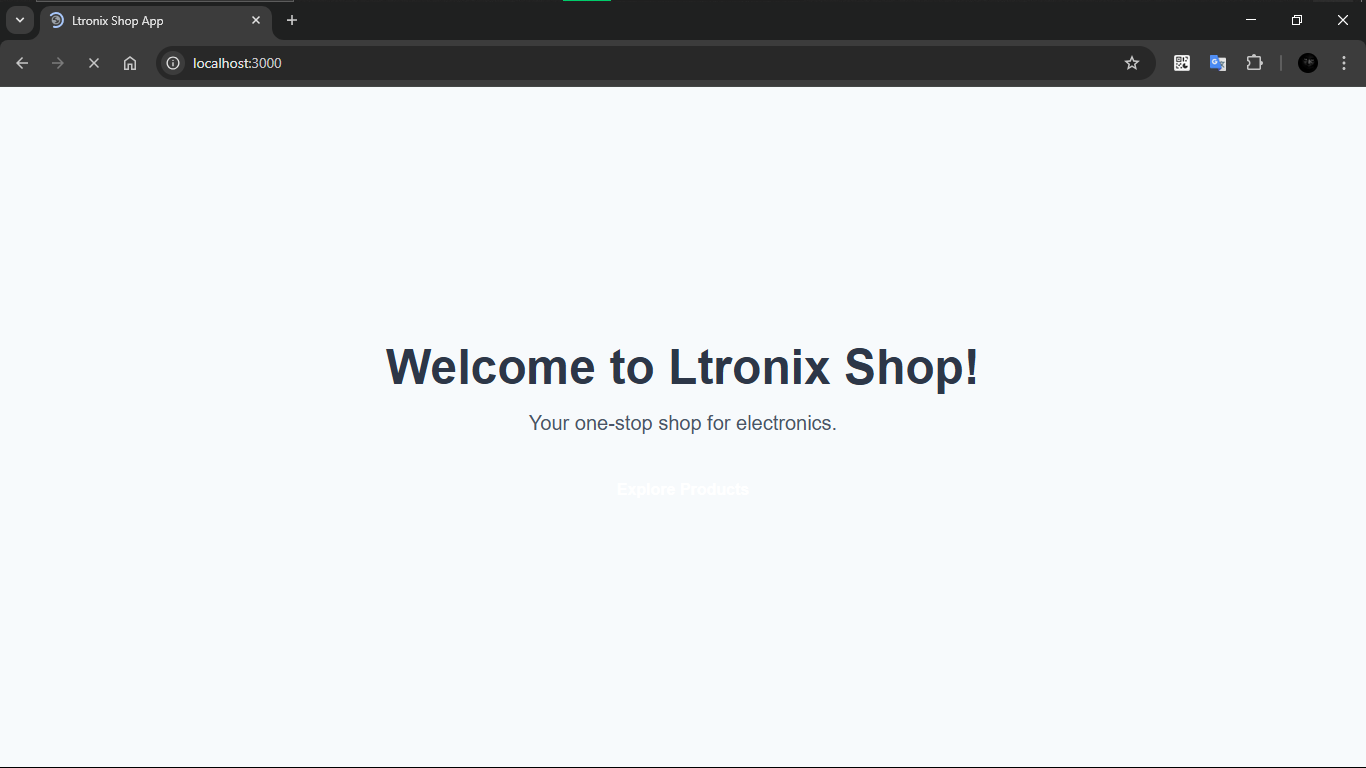 Ltronix Shop App
localhost:3000
Welcome to Ltronix Shop!
Your one-stop shop for electronics.
Explore Products